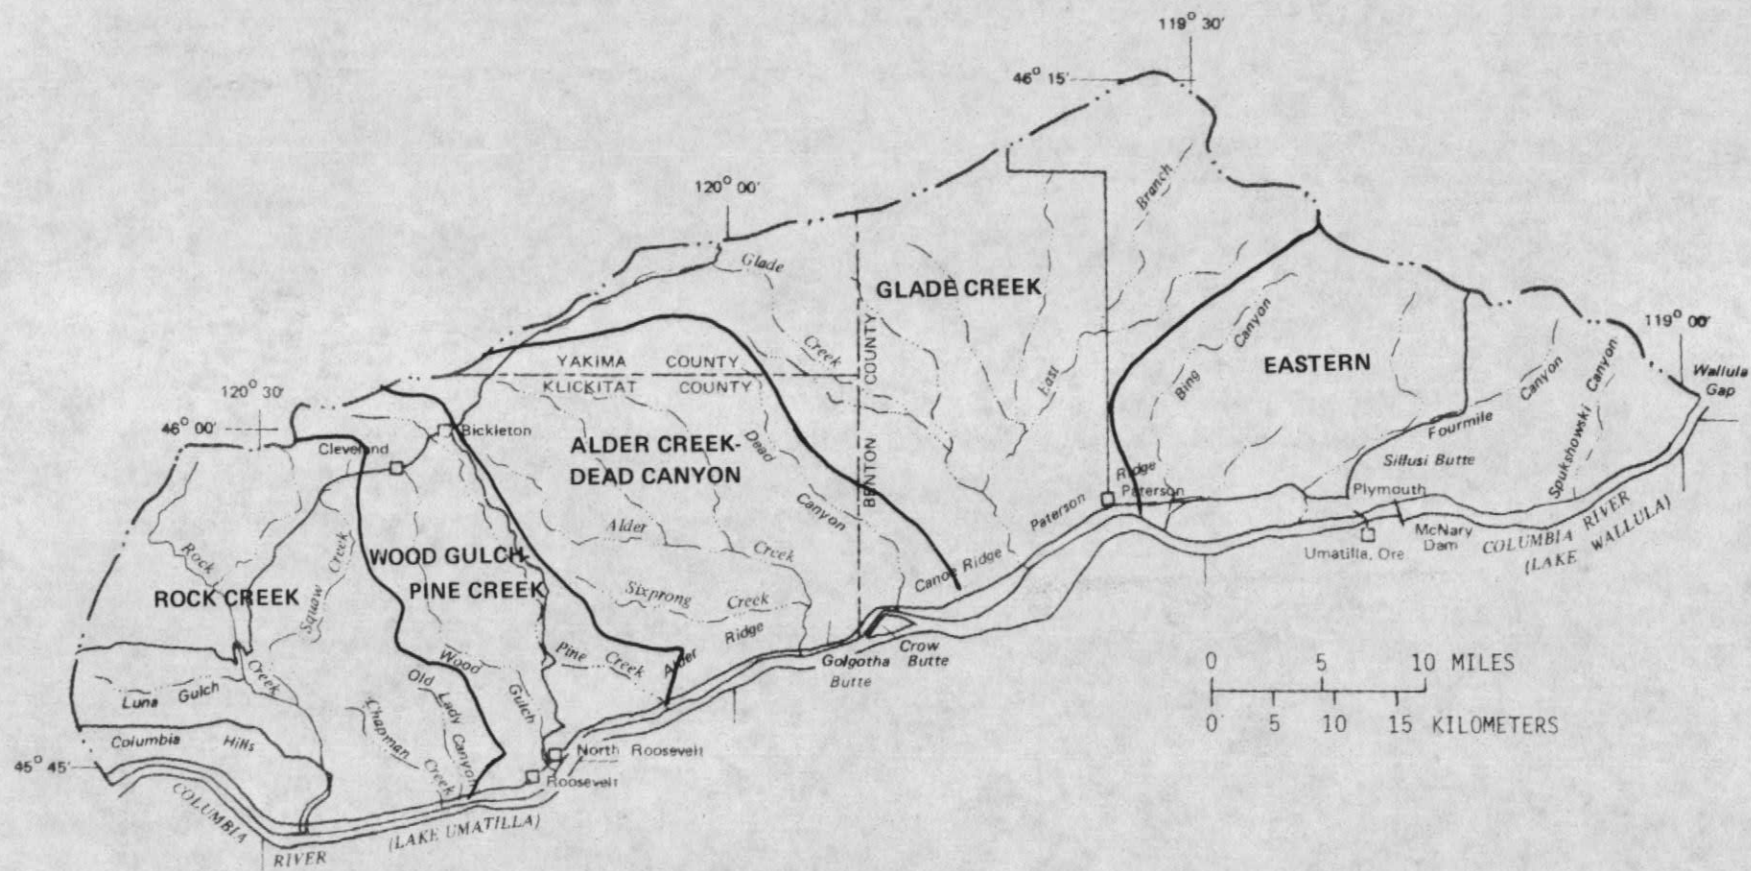 119° 30'
46° 15'
120° 00'
Branch
Glade
GLADE CREEK
119° 00'
Canyon
Creek
YAKIMA COUNTY
KLICKITAT COUNTY
BENTON COUNTY
EASTERN
East
Bing
Canyon
Spukshowski Canyon
Wallula
Gap
120° 30'
46° 00'
Bickleton
Cleveland
ALDER CREEK-
DEAD CANYON
Dead
Canyon
Fourmile
Sillusi Butte
Ridge
Paterson
Paterson
Plymouth
McNary
Dam
Umatilla, Ore.
COLUMBIA RIVER
(LAKE WALLULA)
Alder
Creek
Rock
Squaw Creek
WOOD GULCH-
PINE CREEK
ROCK CREEK
Canoe Ridge
Sixprong
Creek
Alder
Ridge
Pine Creek
Crow
Butte
Golgotha
Butte
Wood
Gulch
Old Lady Canyon
Creek
Luna Gulch
Chapman Creek
Columbia Hills
North Roosevelt
Roosevelt
45° 45'
COLUMBIA
RIVER
(LAKE UMATILLA)
0 5 10 MILES
0 5 10 15 KILOMETERS